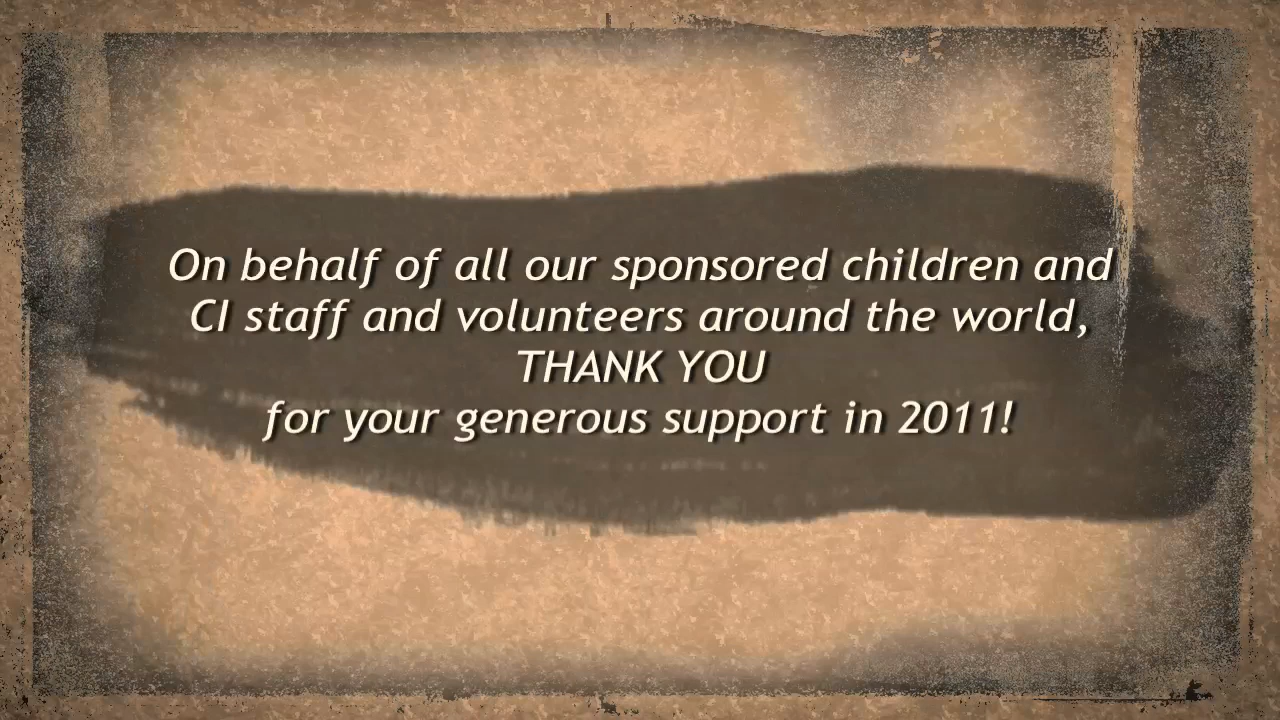 On behalf of all our sponsored children and
CI staff and volunteers around the world,
THANK YOU
for your generous support in 2011!